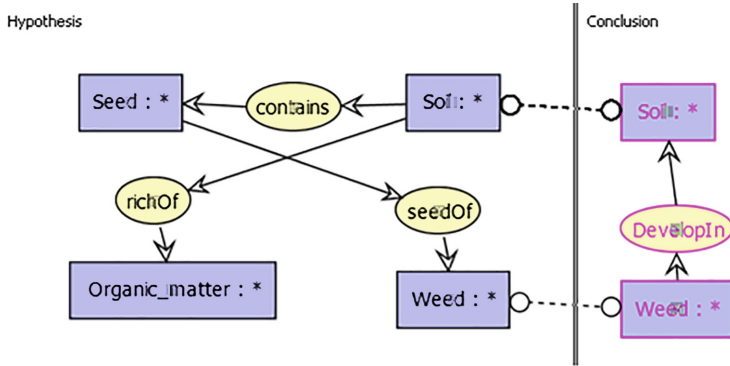 Hypothesis
Conclusion
Seed : *
contains
Soil : *
Soil : *
richOf
seedOf
DevelopIn
Organic_matter : *
Weed : *
Weed : *